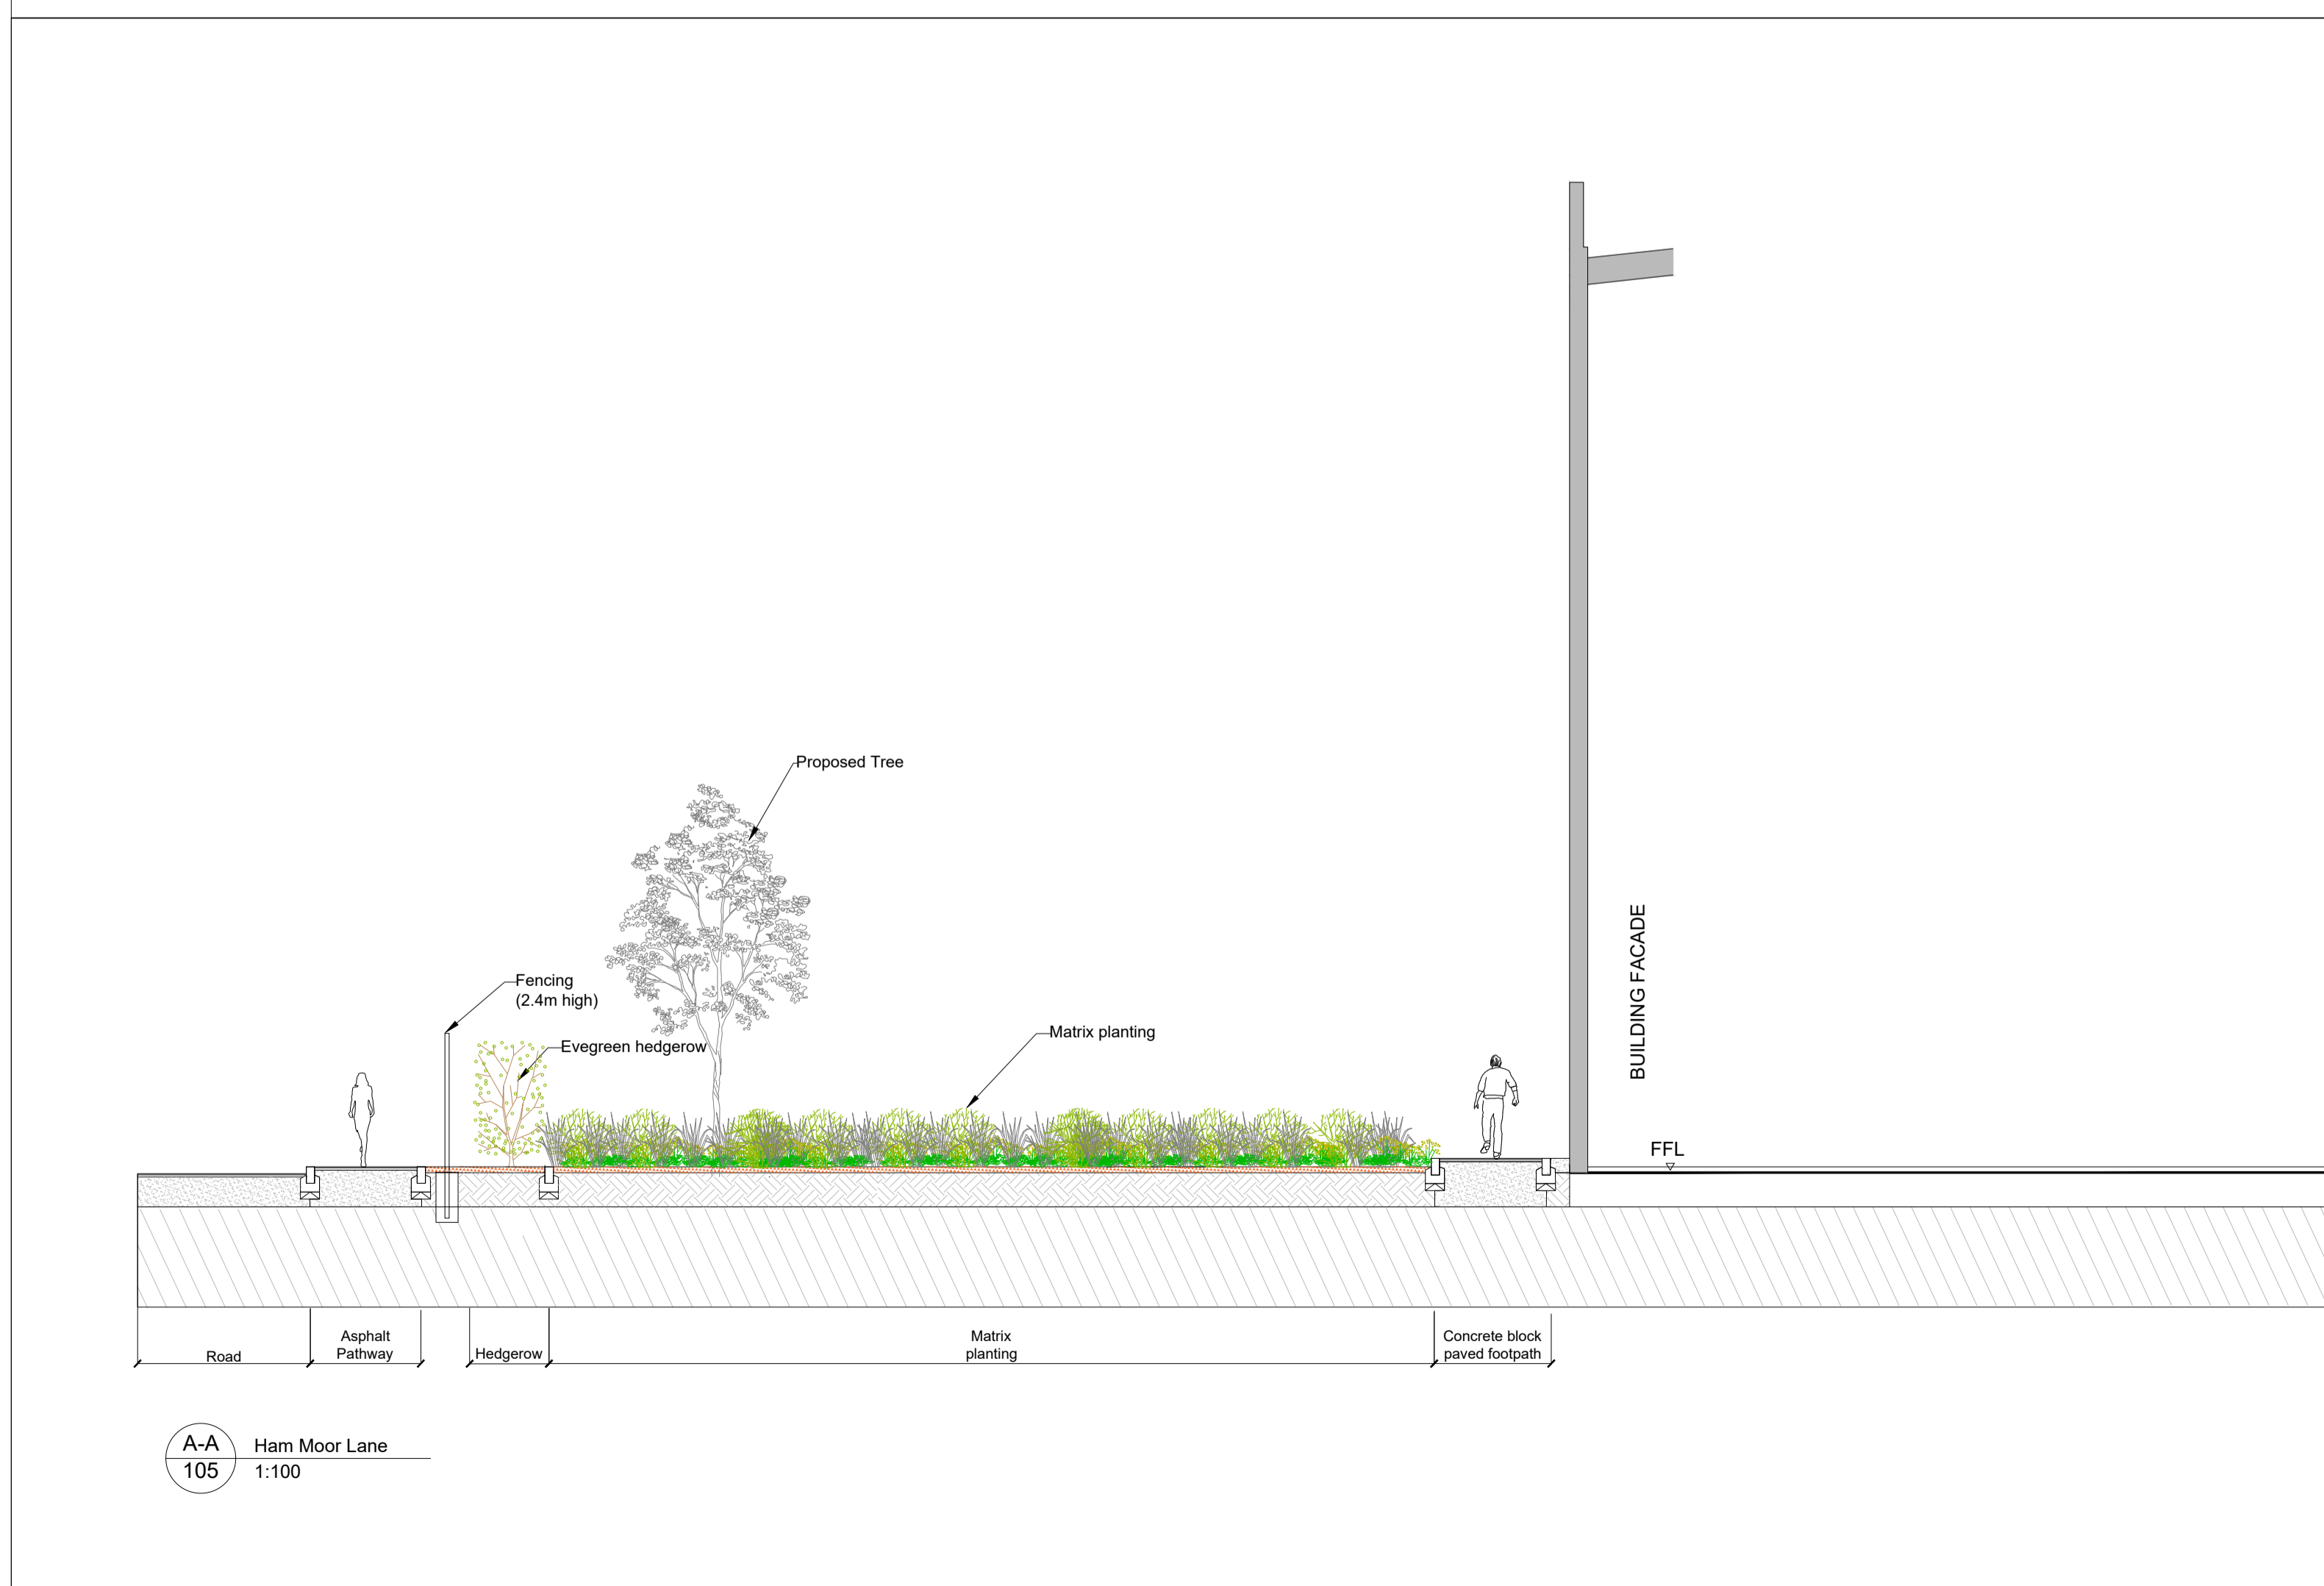 Proposed Tree
Fencing
(2.4m high)
Evegreen hedgerow
Matrix planting
BUILDING FACADE
FFL
Road
Asphalt
Pathway
Hedgerow
Matrix
planting
Concrete block
paved footpath
A-A
105
Ham Moor Lane
1:100